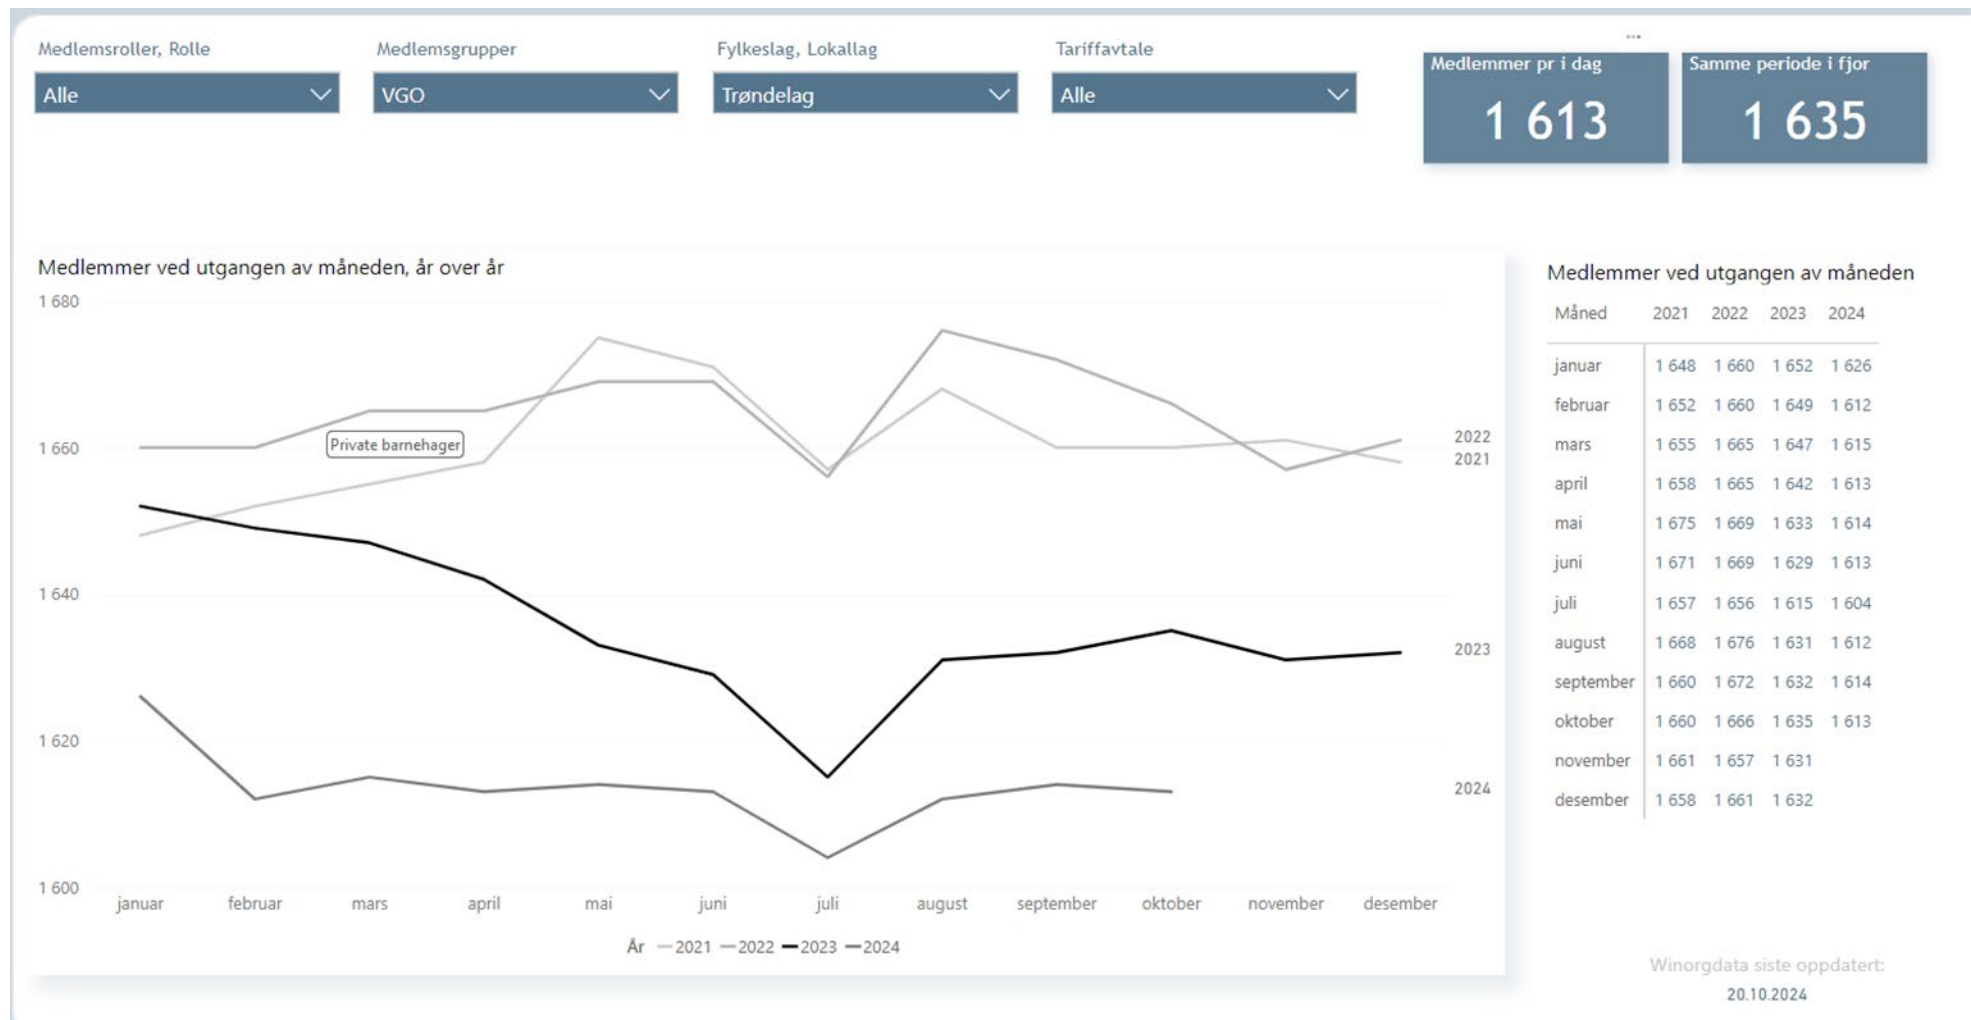 Medlemsroller, Rolle
Alle
Medlemsgrupper
VGO
Fylkeslag, Lokallag
Trøndelag
Tariffavtale
Alle
Medlemmer pr i dag
1 613
Samme periode i fjor
1 635
Medlemmer ved utgangen av måneden, år over år
1 680
1 660
1 640
1 620
1 600
Private barnehager
2022
2021
2023
2024
januar februar mars april mai juni juli august september oktober november desember
År 2021 2022 2023 2024
Medlemmer ved utgangen av måneden
Måned 2021 2022 2023 2024
januar 1 648 1 660 1 652 1 626
februar 1 652 1 660 1 649 1 612
mars 1 655 1 665 1 647 1 615
april 1 658 1 665 1 642 1 613
mai 1 675 1 669 1 633 1 614
juni 1 671 1 669 1 629 1 613
juli 1 657 1 656 1 615 1 604
august 1 668 1 676 1 631 1 612
september 1 660 1 672 1 632 1 614
oktober 1 660 1 666 1 635 1 613
november 1 661 1 657 1 631
desember 1 658 1 661 1 632
Winorgdata siste oppdatert:
20.10.2024